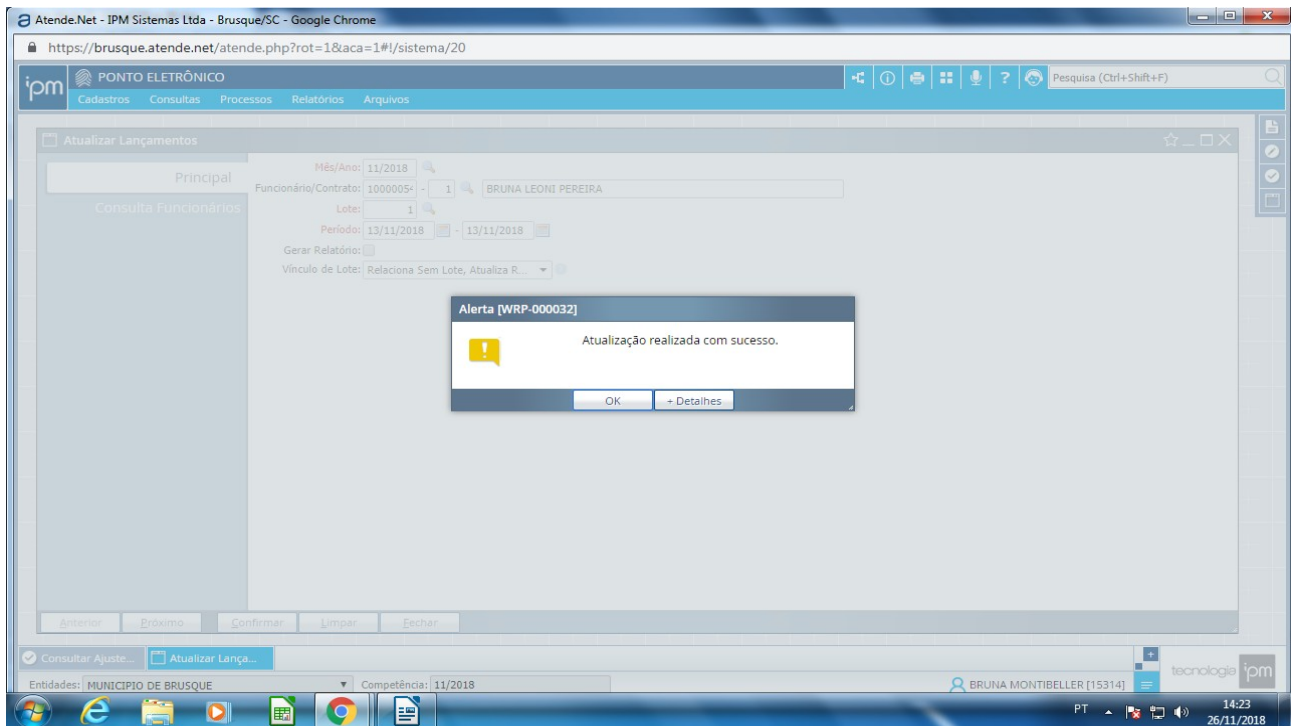 Atende.Net - IPM Sistemas Ltda - Brusque/SC - Google Chrome
https://brusque.atende.net/atende.php?rot=1&aca=1#!/sistema/20
ipm PONTO ELETRÔNICO
Pesquisa (Ctrl+Shift+F)
Cadastros Consultas Processos Relatórios Arquivos
Atualizar Lançamentos
Principal
Consulta Funcionários
Mês/Ano: 11/2018
Funcionário/Contrato: 1000005 - 1 BRUNA LEONI PEREIRA
Lote: 1
Período: 13/11/2018 - 13/11/2018
Gerar Relatório:
Vínculo de Lote: Relaciona Sem Lote, Atualiza R...
Alerta [WRP-000032]
Atualização realizada com sucesso.
OK + Detalhes
Anterior Próximo Confirmar Limpar Fechar
Consultar Ajuste... Atualizar Lança...
tecnologia ipm
Entidades: MUNICIPIO DE BRUSQUE Competência: 11/2018 BRUNA MONTIBELLER [15314]
PT 14:23
26/11/2018